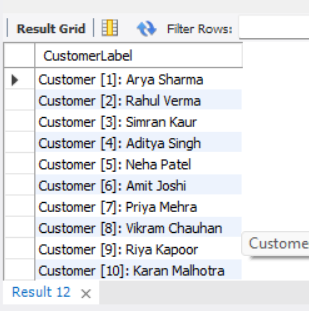 Result Grid Filter Rows:
CustomerLabel
Customer [1]: Arya Sharma
Customer [2]: Rahul Verma
Customer [3]: Simran Kaur
Customer [4]: Aditya Singh
Customer [5]: Neha Patel
Customer [6]: Amit Joshi
Customer [7]: Priya Mehra
Customer [8]: Vikram Chauhan
Customer [9]: Riya Kapoor
Custome
Customer [10]: Karan Malhotra
Result 12